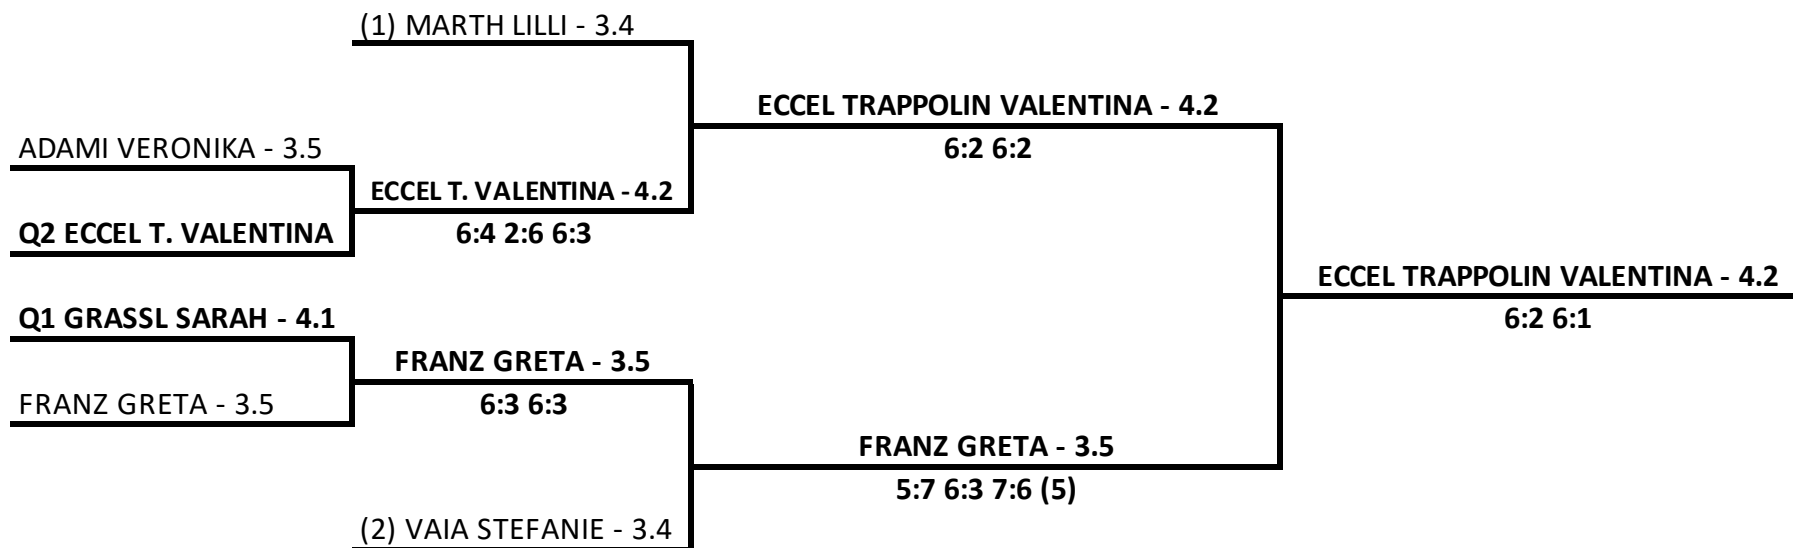 (1) MARTH LILLI - 3.4
ECCEL TRAPPOLIN VALENTINA - 4.2
6:2 6:2
ADAMI VERONIKA - 3.5
ECCEL T. VALENTINA - 4.2
6:4 2:6 6:3
Q2 ECCEL T. VALENTINA
ECCEL TRAPPOLIN VALENTINA - 4.2
6:2 6:1
Q1 GRASSL SARAH - 4.1
FRANZ GRETA - 3.5
6:3 6:3
FRANZ GRETA - 3.5
FRANZ GRETA - 3.5
5:7 6:3 7:6 (5)
(2) VAIA STEFANIE - 3.4